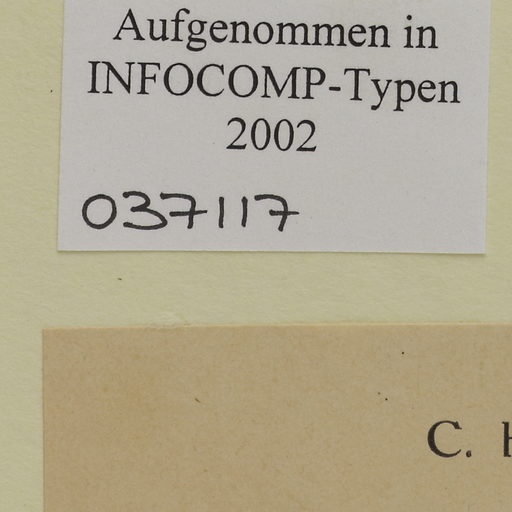 Aufgenommen in
INFOCOMP-Typen
2002
037117
C.